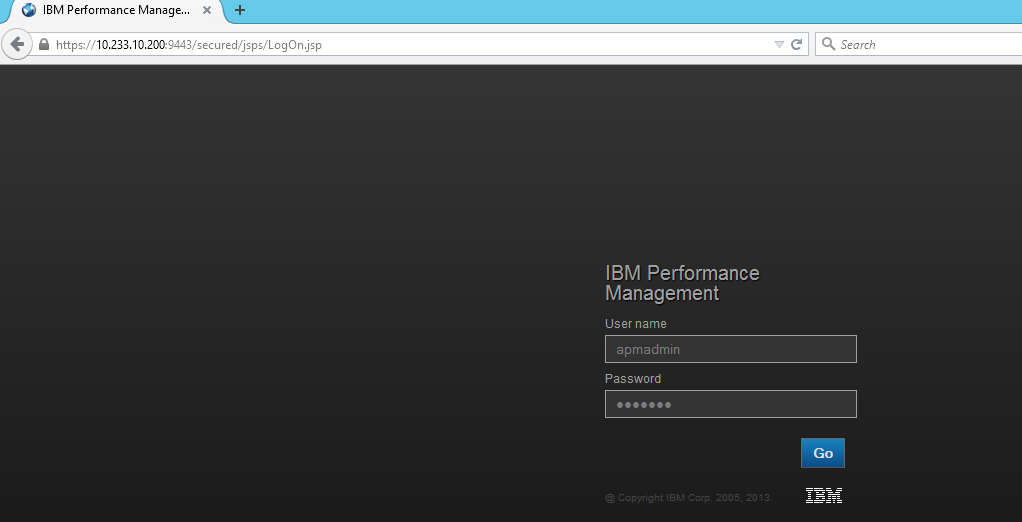 IBM Performance Manage...
https://10.233.10.200:9443/secured/jsps/LogOn.jsp
Search
IBM Performance
Management
User name
apmadmin
Password
•••••••
Go
@ Copyright IBM Corp. 2005, 2013.
IBM